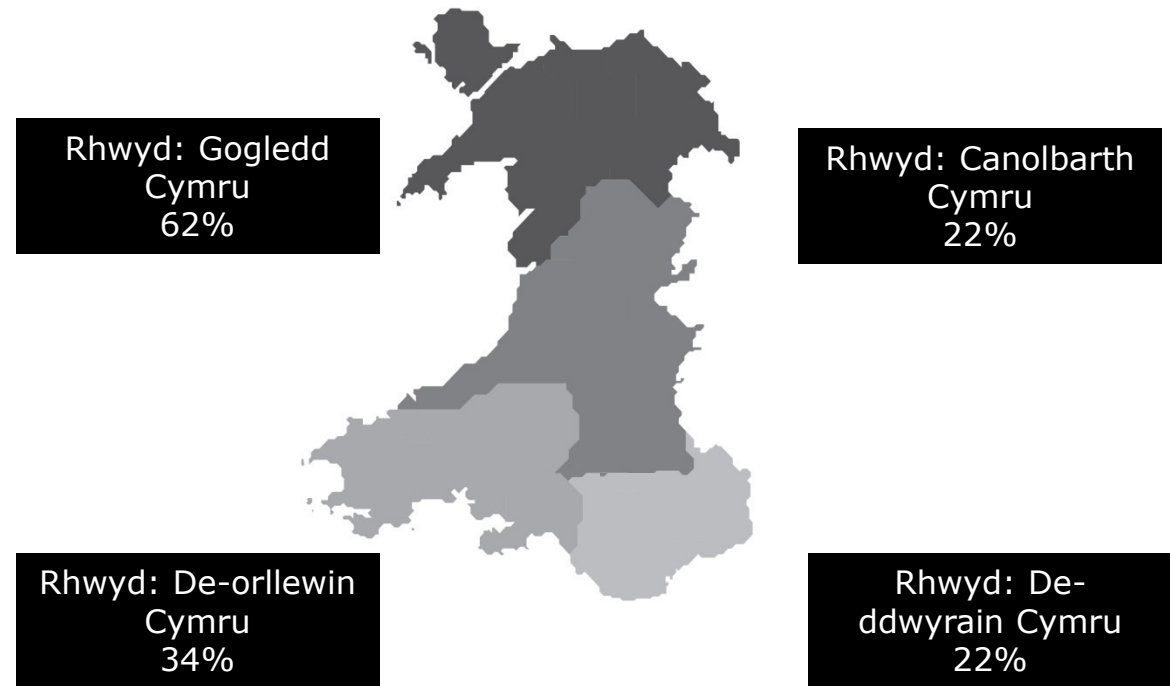 Rhwyd: Gogledd
Cymru
62%
Rhwyd: Canolbarth
Cymru
22%
Rhwyd: De-orllewin
Cymru
34%
Rhwyd: De-
ddwyrain Cymru
22%